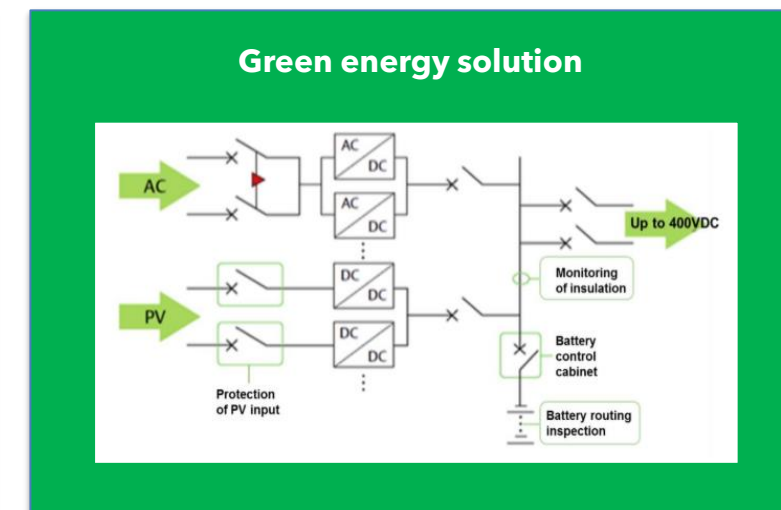 Green energy solution
AC
AC
DC
AC
DC
Up to 400VDC
DC
DC
Monitoring
of insulation
PV
DC
DC
Battery
control
cabinet
Protection
of PV input
Battery routing
inspection